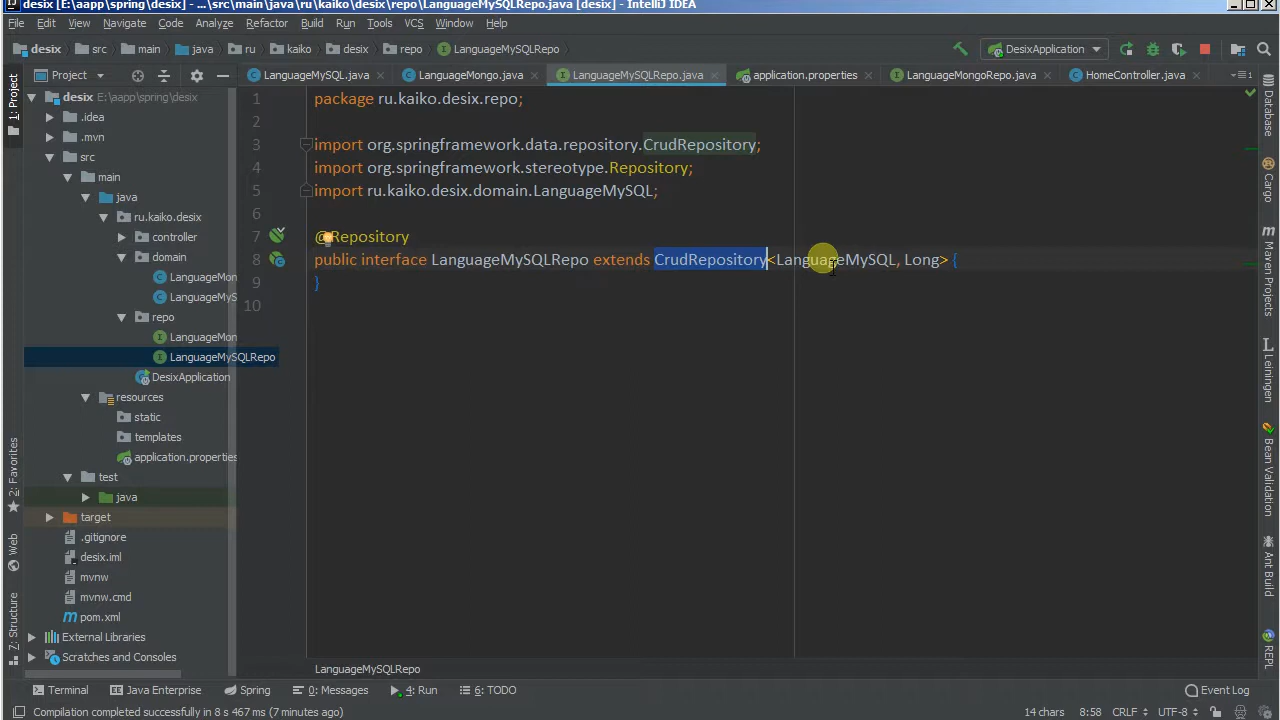 desix [E:\aapp\spring\desix] - ...\src\main\java\ru\kaiko\desix\repo\LanguageMySQLRepo.java [desix] - IntelliJ IDEA
File Edit View Navigate Code Analyze Refactor Build Run Tools VCS Window Help
desix src main java ru kaiko desix repo LanguageMySQLRepo DesixApplication
Project LanguageMySQL.java LanguageMongo.java LanguageMySQLRepo.java application.properties LanguageMongoRepo.java HomeController.java
1: Project
2: Favorites
Web
7: Structure
desix E:\aapp\spring\desix
.idea
.mvn
src
main
java
ru.kaiko.desix
controller
domain
LanguageMon
LanguageMyS
repo
LanguageMon
LanguageMySQLRepo
DesixApplication
resources
static
templates
application.properties
test
java
target
.gitignore
desix.iml
mvnw
mvnw.cmd
pom.xml
External Libraries
Scratches and Consoles
1 package ru.kaiko.desix.repo;
2
3 import org.springframework.data.repository.CrudRepository;
4 import org.springframework.stereotype.Repository;
5 import ru.kaiko.desix.domain.LanguageMySQL;
6
7 @Repository
8 public interface LanguageMySQLRepo extends CrudRepository<LanguageMySQL, Long> {
9 }
10
LanguageMySQLRepo
Database
Cargo
Maven Projects
Leiningen
Bean Validation
Ant Build
REPL
Terminal Java Enterprise Spring 0: Messages 4: Run 6: TODO Event Log
Compilation completed successfully in 8 s 467 ms (7 minutes ago) 14 chars 8:58 CRLF UTF-8